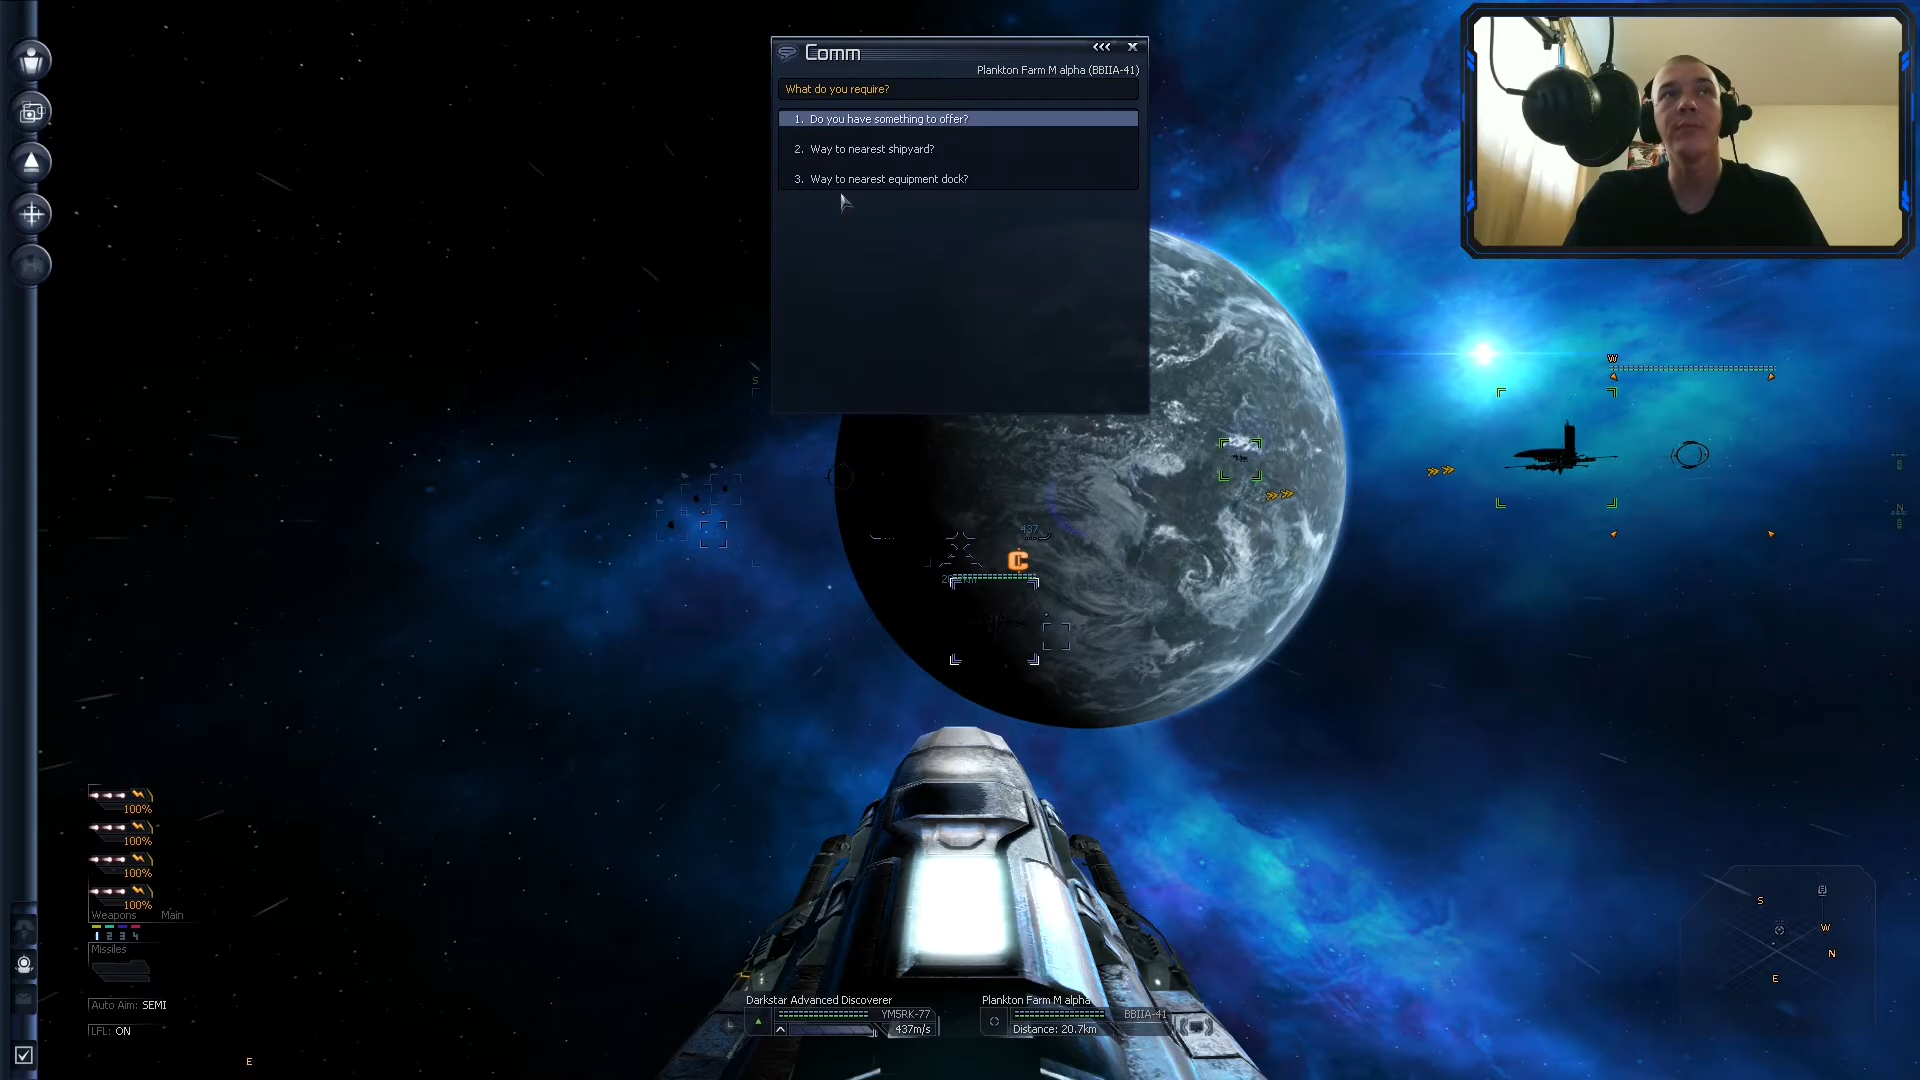 Comm
Plankton Farm M alpha (BBIIA-41)
What do you require?
1. Do you have something to offer?
2. Way to nearest shipyard?
3. Way to nearest equipment dock?
W
S
437
N
100%
100%
100%
100%
Weapons Main
1 2 3 4
Missiles
Auto Aim: SEMI
LFL: ON
E
Darkstar Advanced Discoverer
YM5RK-77
437m/s
Plankton Farm M alpha
BBIIA-41
Distance: 20.7km
S
W
N
E